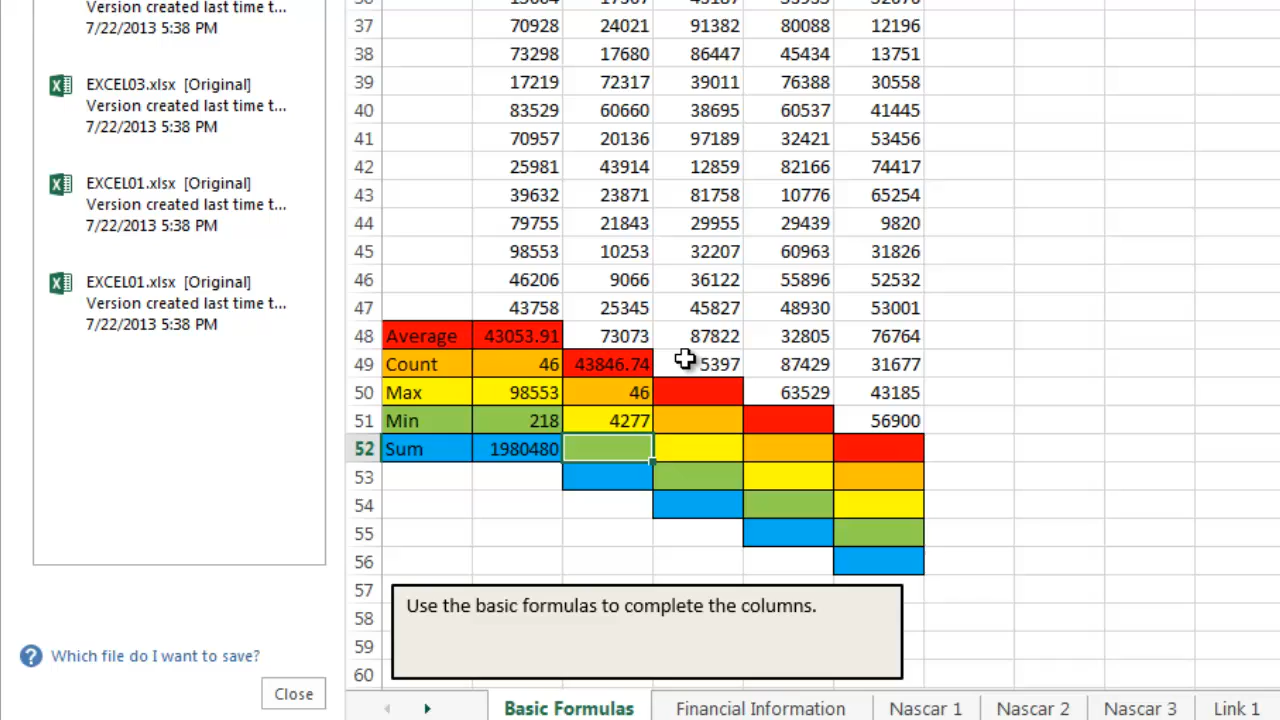 Version created last time t...
7/22/2013 5:38 PM
EXCEL03.xlsx [Original]
Version created last time t...
7/22/2013 5:38 PM
EXCEL01.xlsx [Original]
Version created last time t...
7/22/2013 5:38 PM
EXCEL01.xlsx [Original]
Version created last time t...
7/22/2013 5:38 PM
Which file do I want to save?
Close
37 70928 24021 91382 80088 12196
38 73298 17680 86447 45434 13751
39 17219 72317 39011 76388 30558
40 83529 60660 38695 60537 41445
41 70957 20136 97189 32421 53456
42 25981 43914 12859 82166 74417
43 39632 23871 81758 10776 65254
44 79755 21843 29955 29439 9820
45 98553 10253 32207 60963 31826
46 46206 9066 36122 55896 52532
47 43758 25345 45827 48930 53001
48 Average 43053.91 73073 87822 32805 76764
49 Count 46 43846.74 5397 87429 31677
50 Max 98553 46 63529 43185
51 Min 218 4277 56900
52 Sum 1980480
53
54
55
56
57
58
59
60
Use the basic formulas to complete the columns.
Basic Formulas Financial Information Nascar 1 Nascar 2 Nascar 3 Link 1